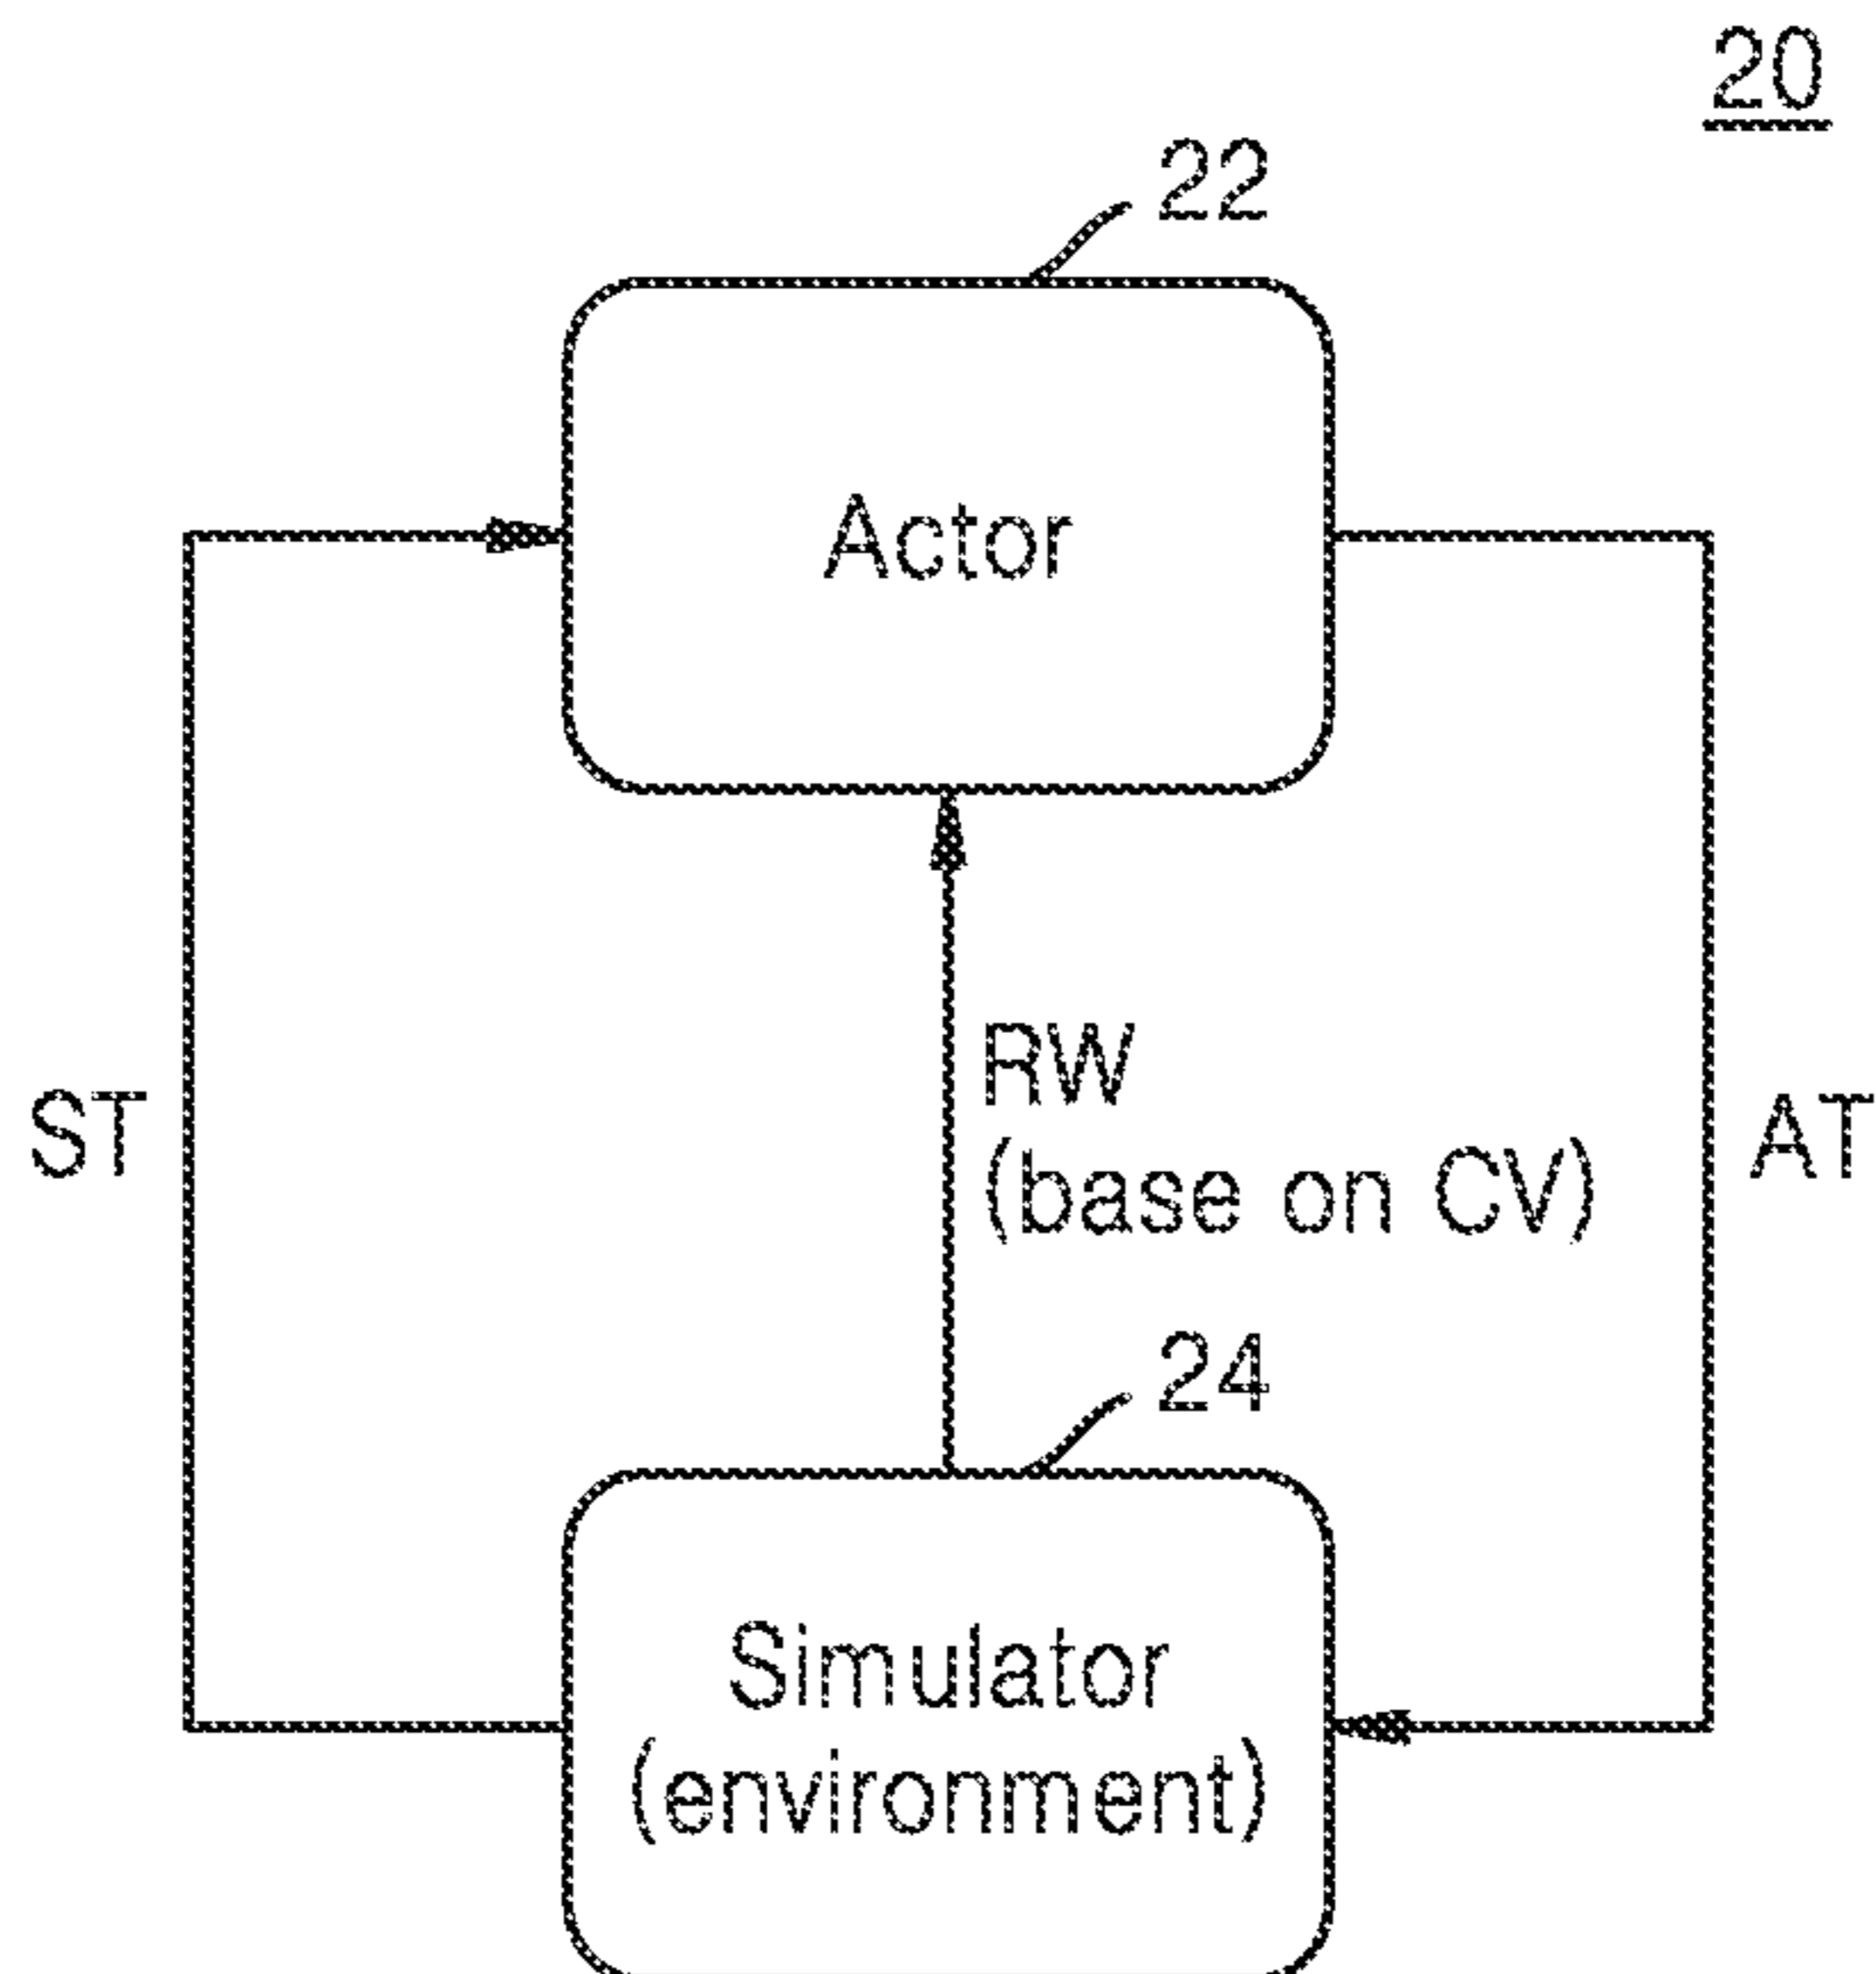 20
22
Actor
RW
(base on CV)
ST
AT
24
Simulator
(environment)